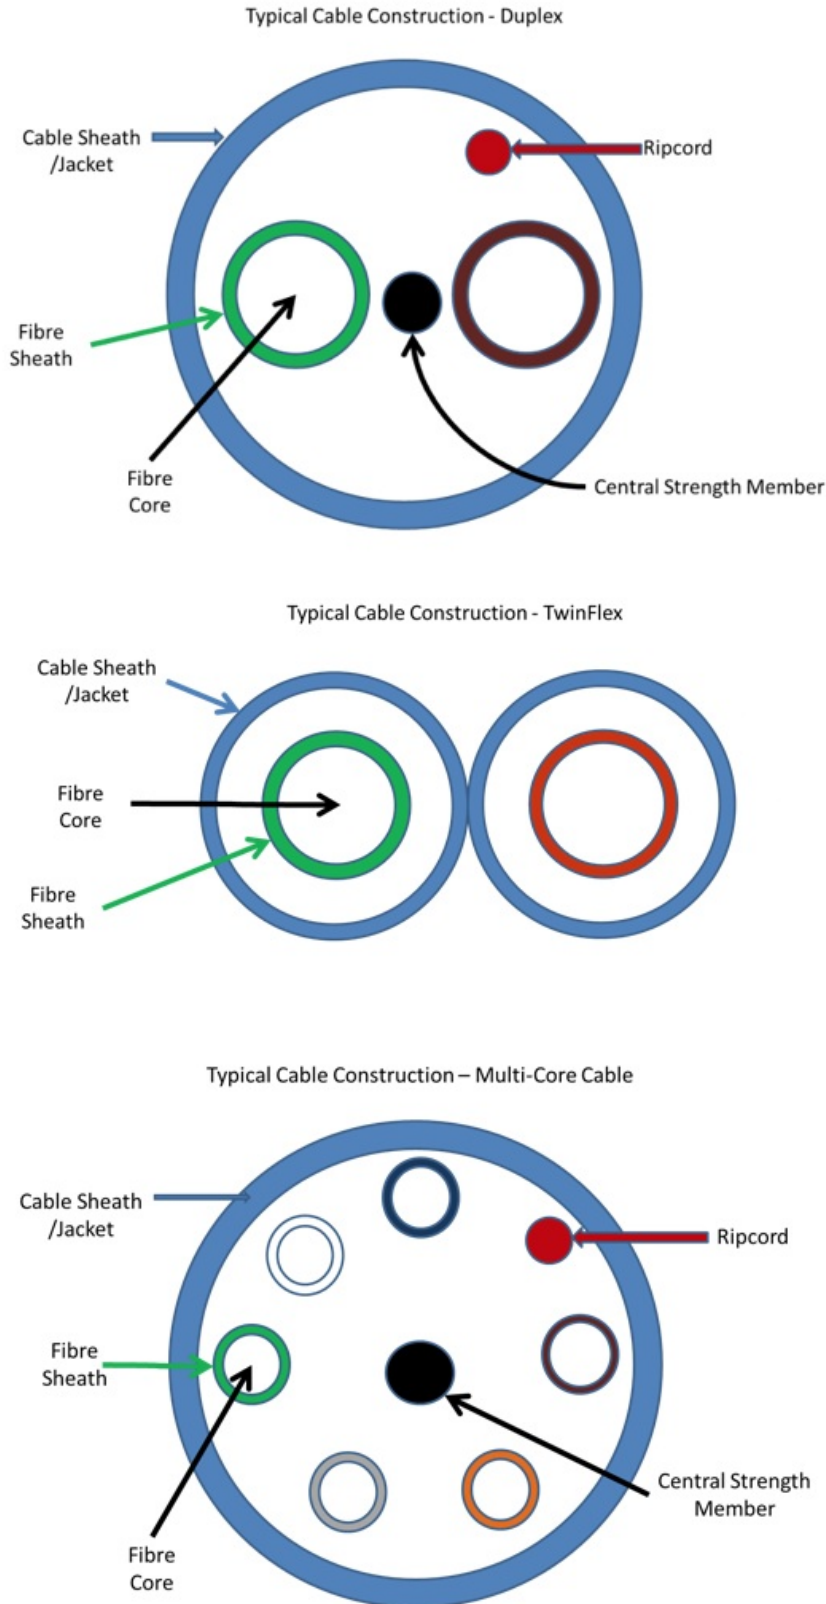 Typical Cable Construction - Duplex
Cable Sheath
/Jacket
Ripcord
Fibre
Sheath
Fibre
Core
Central Strength Member
Typical Cable Construction - TwinFlex
Cable Sheath
/Jacket
Fibre
Core
Fibre
Sheath
Typical Cable Construction – Multi-Core Cable
Cable Sheath
/Jacket
Ripcord
Fibre
Sheath
Central Strength
Member
Fibre
Core